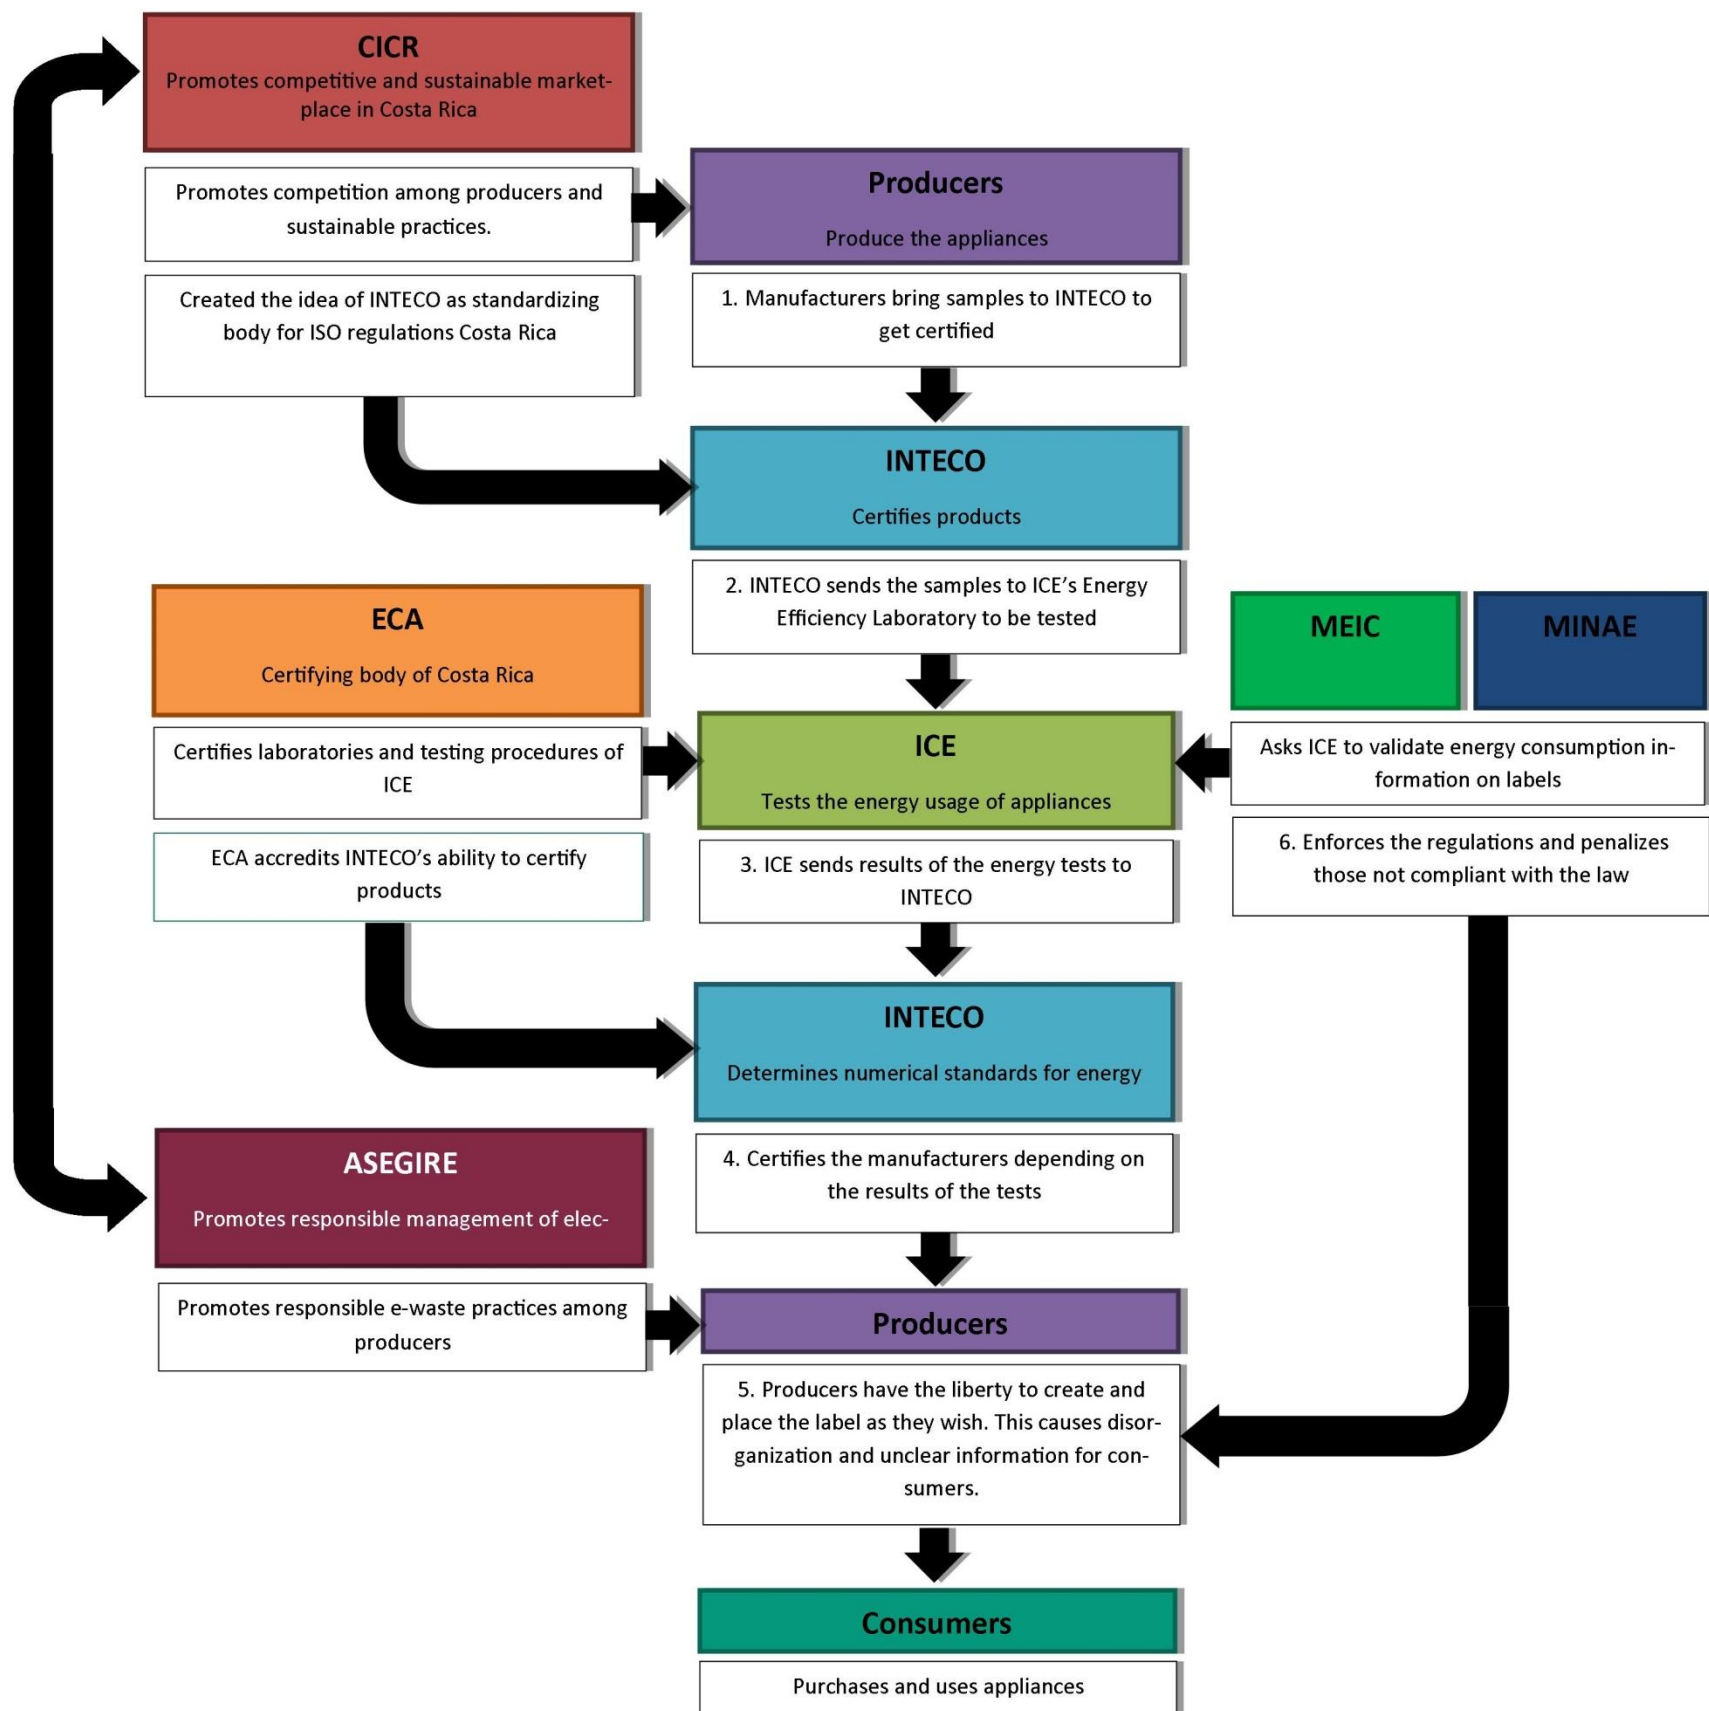 CICR
Promotes competitive and sustainable market-
place in Costa Rica
Promotes competition among producers and
sustainable practices.
Created the idea of INTECO as standardizing
body for ISO regulations Costa Rica
Producers
Produce the appliances
1. Manufacturers bring samples to INTECO to
get certified
INTECO
Certifies products
2. INTECO sends the samples to ICE’s Energy
Efficiency Laboratory to be tested
ECA
Certifying body of Costa Rica
Certifies laboratories and testing procedures of
ICE
ECA accredits INTECO’s ability to certify
products
ICE
Tests the energy usage of appliances
3. ICE sends results of the energy tests to
INTECO
MEIC
MINAE
Asks ICE to validate energy consumption in-
formation on labels
6. Enforces the regulations and penalizes
those not compliant with the law
INTECO
Determines numerical standards for energy
4. Certifies the manufacturers depending on
the results of the tests
ASEGIRE
Promotes responsible management of elec-
Promotes responsible e-waste practices among
producers
Producers
5. Producers have the liberty to create and
place the label as they wish. This causes disor-
ganization and unclear information for con-
sumers.
Consumers
Purchases and uses appliances